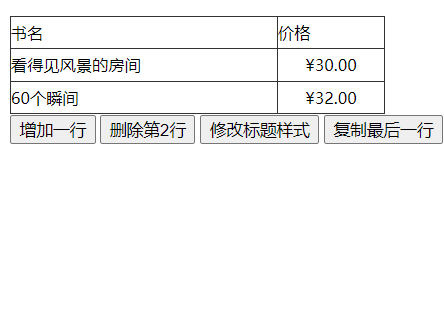 书名 价格
看得见风景的房间 ¥30.00
60个瞬间 ¥32.00
增加一行 删除第2行 修改标题样式 复制最后一行